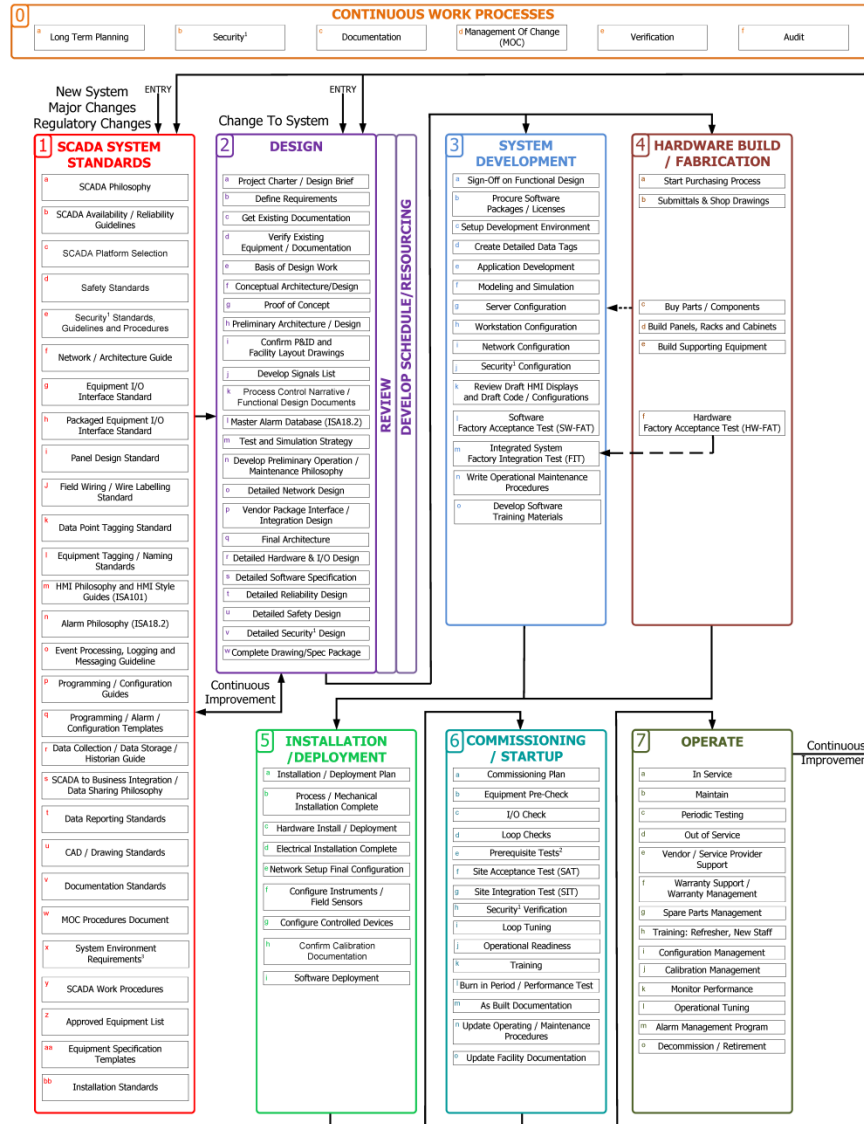 0
CONTINUOUS WORK PROCESSES
a Long Term Planning
b Security¹
c Documentation
d Management Of Change
(MOC)
e Verification
f Audit
New System
Major Changes
Regulatory Changes
ENTRY
Change To System
ENTRY
1 SCADA SYSTEM
STANDARDS
a SCADA Philosophy
b SCADA Availability / Reliability
Guidelines
c SCADA Platform Selection
d Safety Standards
e Security¹ Standards,
Guidelines and Procedures
f Network / Architecture Guide
g Equipment I/O
Interface Standard
h Packaged Equipment I/O
Interface Standard
i Panel Design Standard
J Field Wiring / Wire Labelling
Standard
k Data Point Tagging Standard
l Equipment Tagging / Naming
Standards
m HMI Philosophy and HMI Style
Guides (ISA101)
n Alarm Philosophy (ISA18.2)
o Event Processing, Logging and
Messaging Guideline
p Programming / Configuration
Guides
q Programming / Alarm /
Configuration Templates
r Data Collection / Data Storage /
Historian Guide
s SCADA to Business Integration /
Data Sharing Philosophy
t Data Reporting Standards
u CAD / Drawing Standards
v Documentation Standards
w MOC Procedures Document
x System Environment
Requirements³
y SCADA Work Procedures
z Approved Equipment List
aa Equipment Specification
Templates
bb Installation Standards
2 DESIGN
a Project Charter / Design Brief
b Define Requirements
c Get Existing Documentation
d Verify Existing
Equipment / Documentation
e Basis of Design Work
f Conceptual Architecture/Design
g Proof of Concept
h Preliminary Architecture / Design
i Confirm P&ID and
Facility Layout Drawings
j Develop Signals List
k Process Control Narrative /
Functional Design Documents
l Master Alarm Database (ISA18.2)
m Test and Simulation Strategy
n Develop Preliminary Operation /
Maintenance Philosophy
o Detailed Network Design
p Vendor Package Interface /
Integration Design
q Final Architecture
r Detailed Hardware & I/O Design
s Detailed Software Specification
t Detailed Reliability Design
u Detailed Safety Design
v Detailed Security¹ Design
w Complete Drawing/Spec Package
REVIEW
DEVELOP SCHEDULE/RESOURCING
Continuous
Improvement
3 SYSTEM
DEVELOPMENT
a Sign-Off on Functional Design
b Procure Software
Packages / Licenses
c Setup Development Environment
d Create Detailed Data Tags
e Application Development
f Modeling and Simulation
g Server Configuration
h Workstation Configuration
i Network Configuration
j Security¹ Configuration
k Review Draft HMI Displays
and Draft Code / Configurations
l Software
Factory Acceptance Test (SW-FAT)
m Integrated System
Factory Integration Test (FIT)
n Write Operational Maintenance
Procedures
o Develop Software
Training Materials
4 HARDWARE BUILD
/ FABRICATION
a Start Purchasing Process
b Submittals & Shop Drawings
c Buy Parts / Components
d Build Panels, Racks and Cabinets
e Build Supporting Equipment
f Hardware
Factory Acceptance Test (HW-FAT)
5 INSTALLATION
/DEPLOYMENT
a Installation / Deployment Plan
b Process / Mechanical
Installation Complete
c Hardware Install / Deployment
d Electrical Installation Complete
e Network Setup Final Configuration
f Configure Instruments /
Field Sensors
g Configure Controlled Devices
h Confirm Calibration
Documentation
i Software Deployment
6 COMMISSIONING
/ STARTUP
a Commissioning Plan
b Equipment Pre-Check
c I/O Check
d Loop Checks
e Prerequisite Tests²
f Site Acceptance Test (SAT)
g Site Integration Test (SIT)
h Security¹ Verification
i Loop Tuning
j Operational Readiness
k Training
l Burn in Period / Performance Test
m As Built Documentation
n Update Operating / Maintenance
Procedures
e Update Facility Documentation
7 OPERATE
a In Service
b Maintain
c Periodic Testing
d Out of Service
e Vendor / Service Provider
Support
f Warranty Support /
Warranty Management
g Spare Parts Management
h Training: Refresher, New Staff
i Configuration Management
j Calibration Management
k Monitor Performance
l Operational Tuning
m Alarm Management Program
o Decommission / Retirement
Continuous
Improvement